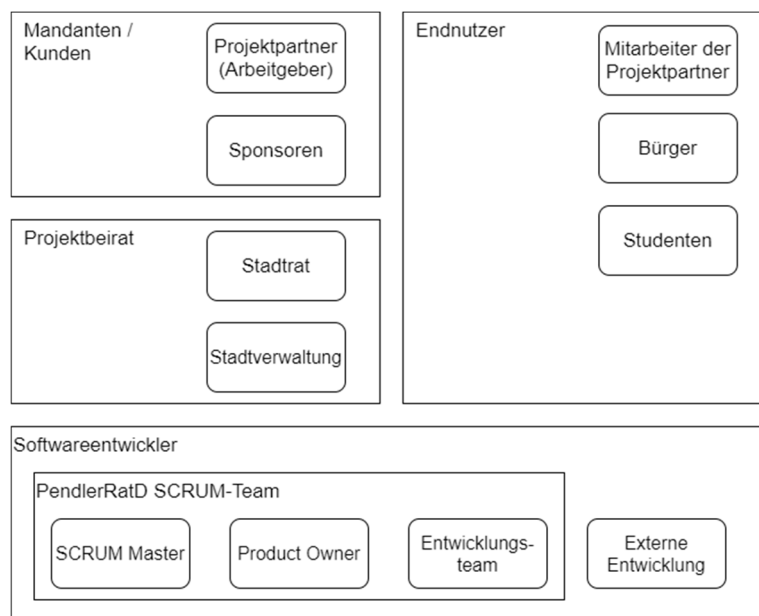 Mandanten /
Kunden
Projektpartner
(Arbeitgeber)
Sponsoren
Projektbeirat
Stadtrat
Stadtverwaltung
Endnutzer
Mitarbeiter der
Projektpartner
Bürger
Studenten
Softwareentwickler
PendlerRatD SCRUM-Team
SCRUM Master
Product Owner
Entwicklungs-
team
Externe
Entwicklung